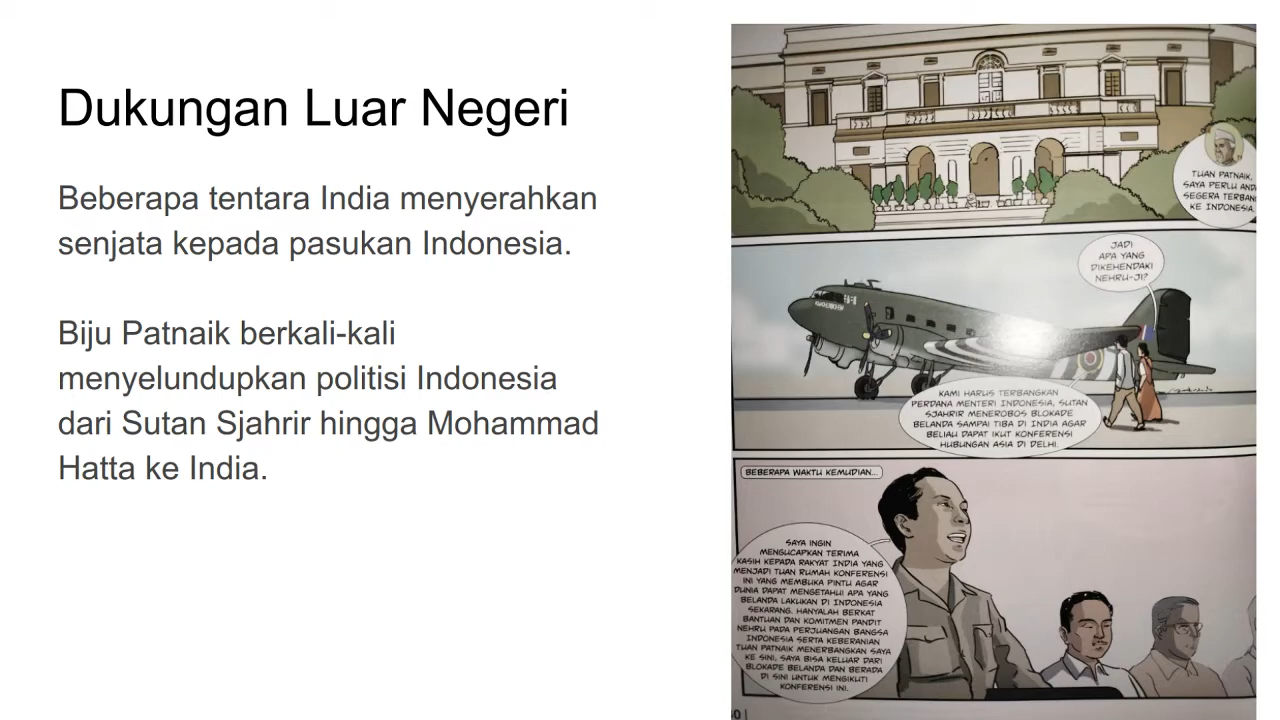 Dukungan Luar Negeri
Beberapa tentara India menyerahkan
senjata kepada pasukan Indonesia.
Biju Patnaik berkali-kali
menyelundupkan politisi Indonesia
dari Sutan Sjahrir hingga Mohammad
Hatta ke India.
TUAN PATNAIK,
SAYA PERLU
SEGERA
KE INDONESIA.
JADI
APA YANG
DIKEHENDAKI
NEHRU-JI?
KAMI HARUS TERBANGKAN
PERDANA MENTERI INDONESIA, SUTAN
SJAHRIR MENEROBOS BLOKADE
BELANDA SAMPAI TIBA DI INDIA AGAR
BELIAU DAPAT IKUT KONFERENSI
HUBUNGAN ASIA DI DELHI.
BEBERAPA WAKTU KEMUDIAN...
SAYA INGIN
MENGUCAPKAN TERIMA
KASIH KEPADA RAKYAT INDIA YANG
MENJADI TUAN RUMAH KONFERENSI
INI YANG MEMBUKA PINTU AGAR
DUNIA DAPAT MENGETAHUI APA YANG
BELANDA LAKUKAN DI INDONESIA
SEKARANG. HANYALAH BERKAT
BANTUAN DAN KOMITMEN PANDIT
NEHRU PADA PERJUANGAN BANGSA
INDONESIA SERTA KEBERANIAN
TUAN PATNAIK MENERBANGKAN SAYA
KE SINI, SAYA BISA KELUAR DARI
BLOKADE BELANDA DAN BERADA
DI SINI UNTUK MENGIKUTI
KONFERENSI INI.